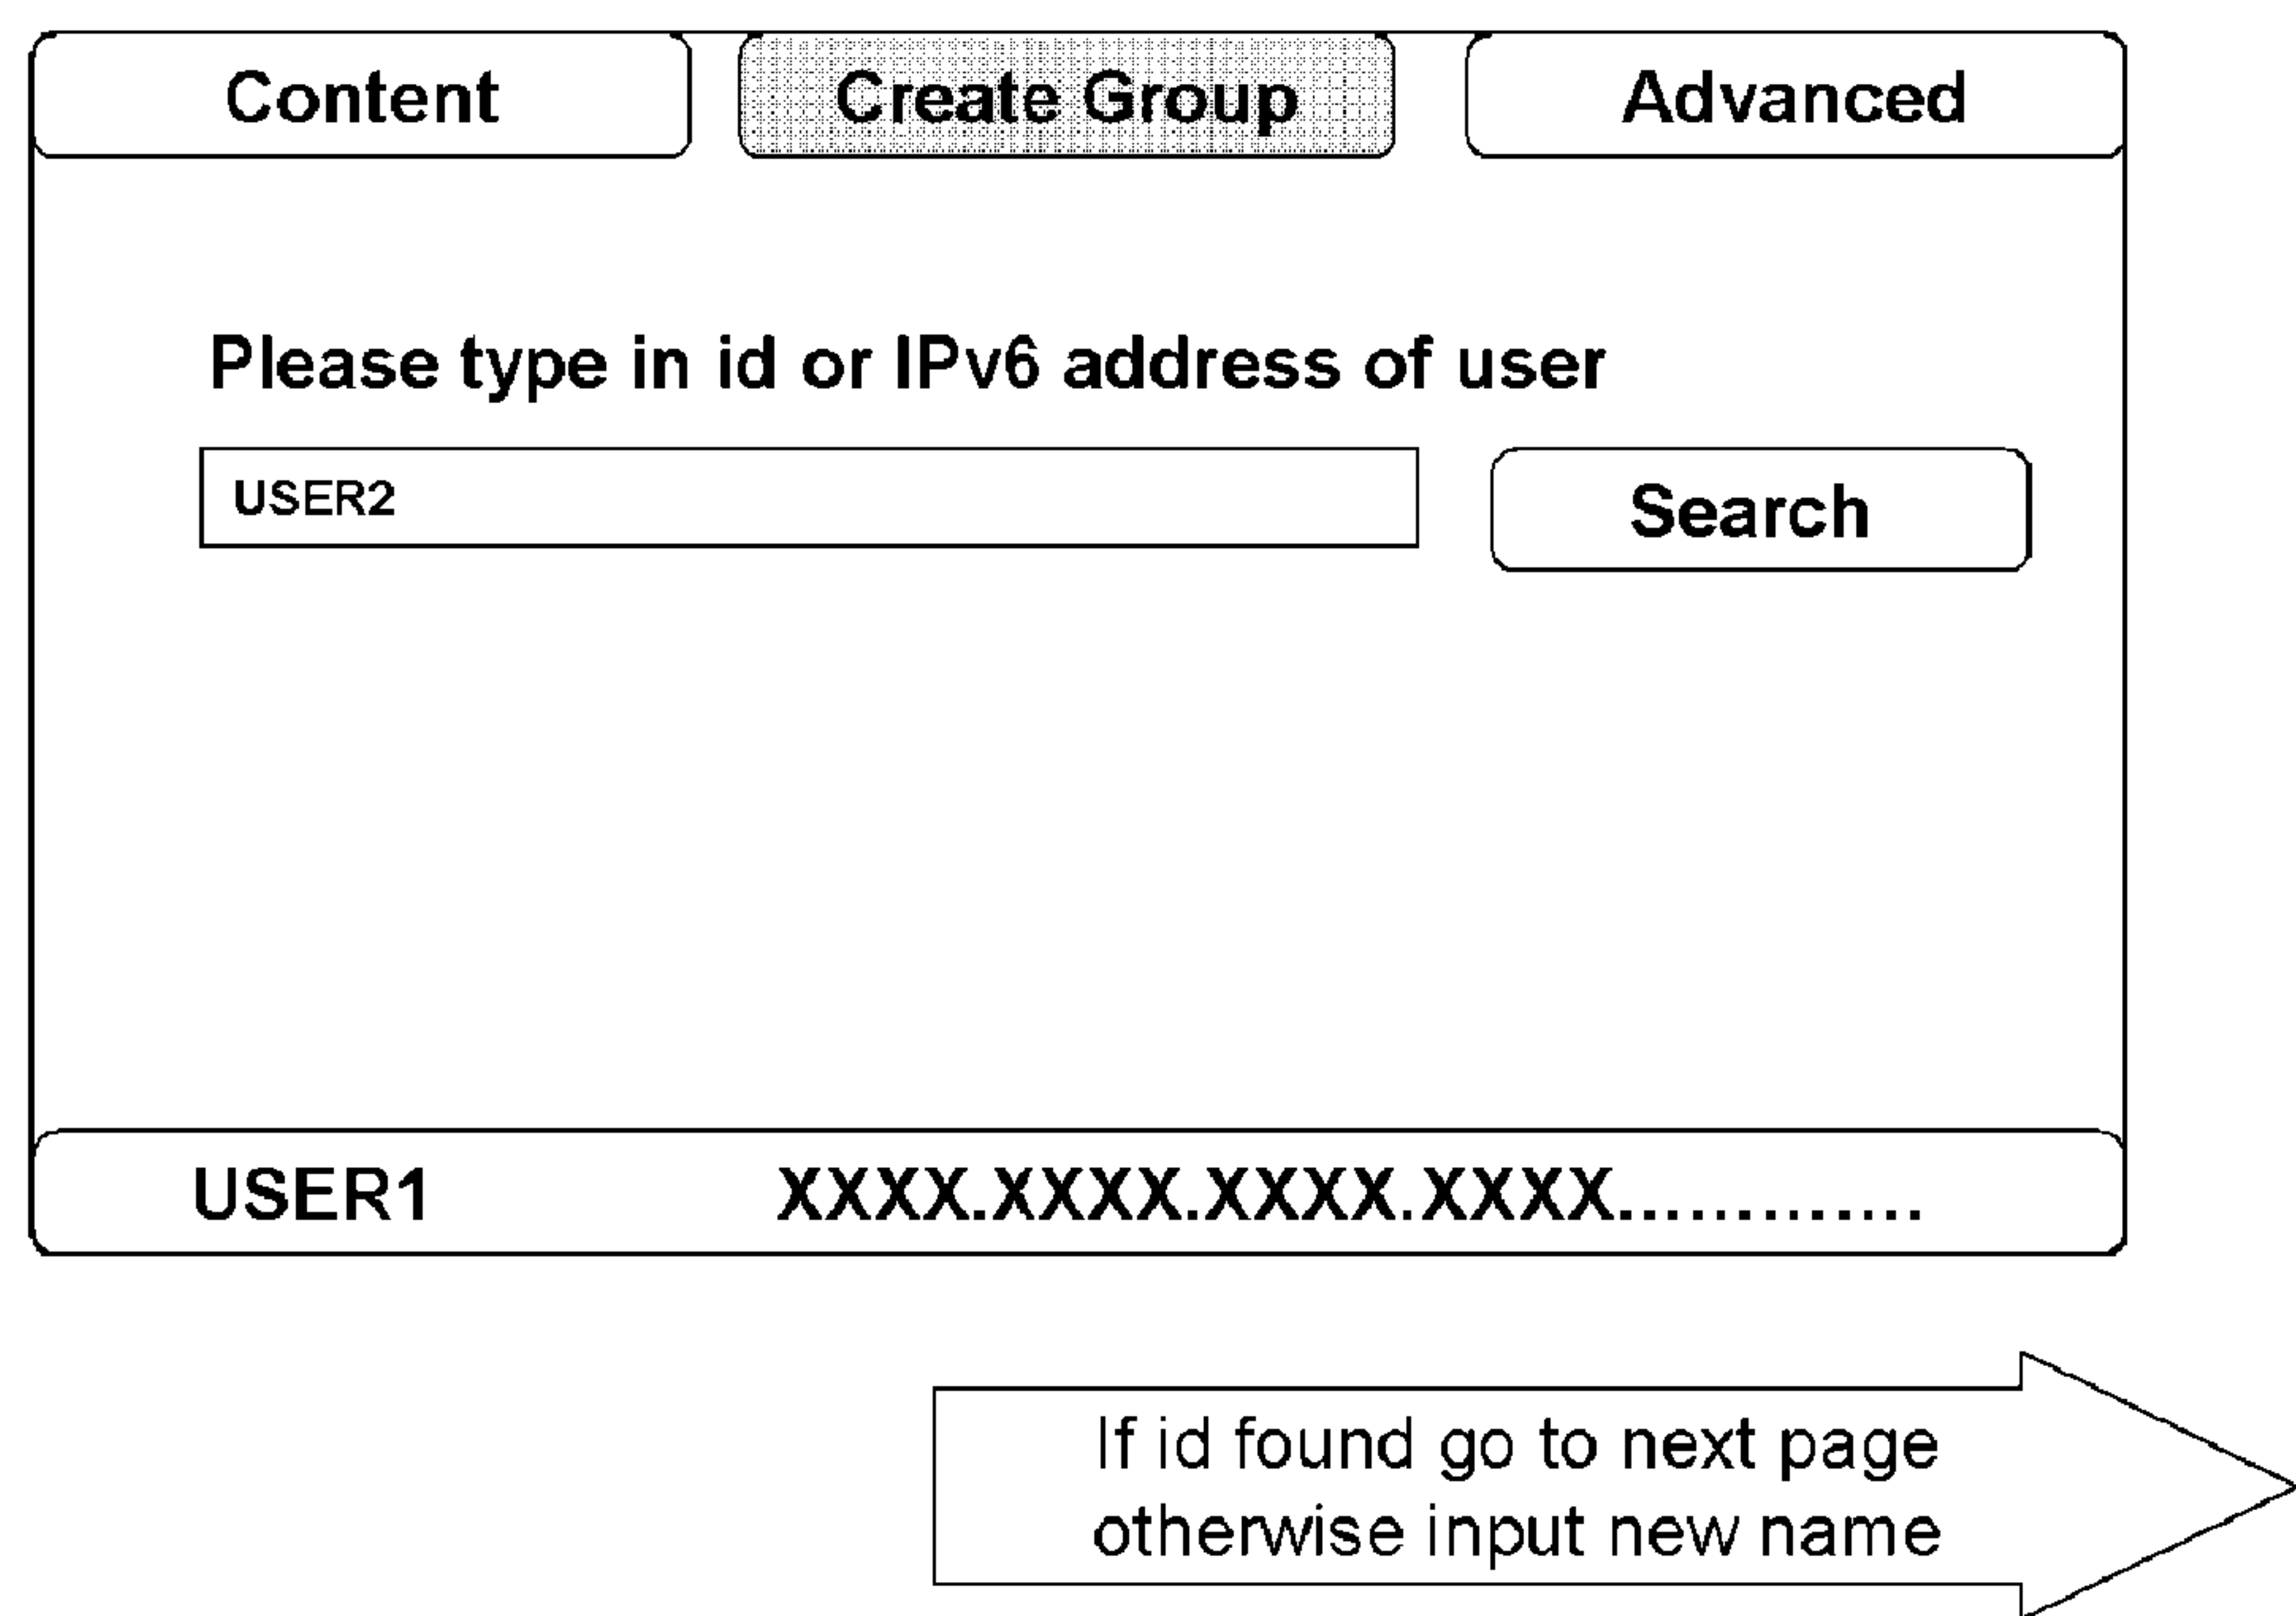 Content Create Group Advanced
Please type in id or IPv6 address of user
USER2 Search
USER1 XXXX.XXXX.XXXX.XXXX.............
If id found go to next page
otherwise input new name